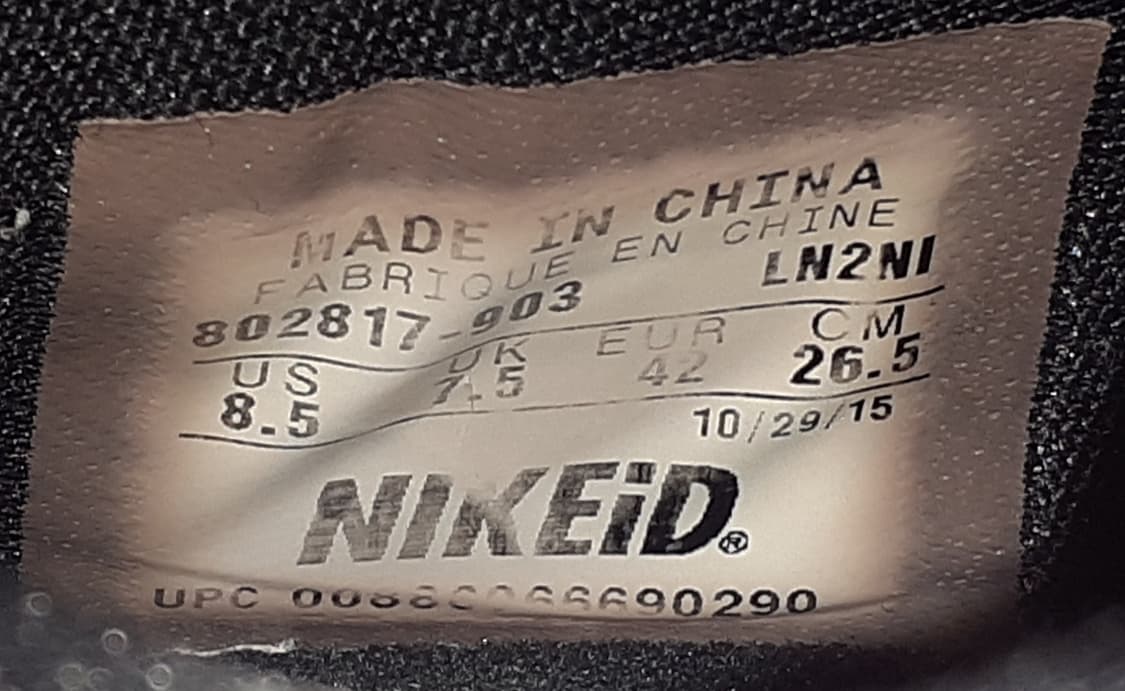 MADE IN CHINA
FABRIQUE EN CHINE
802817-903 LN2NI
US UK EUR CM
8.5 7.5 42 26.5
10/29/15
NIKEiD®
UPC